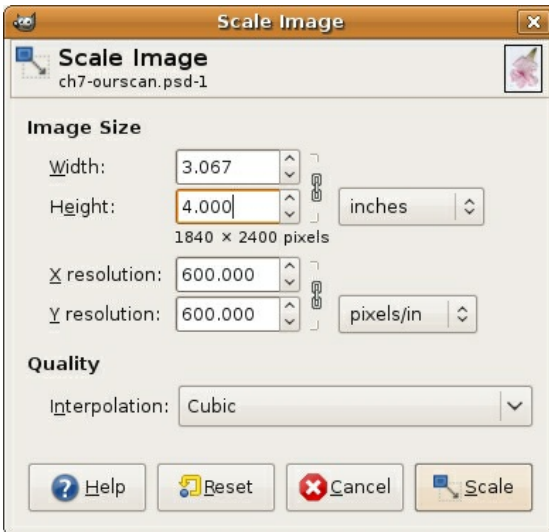 Scale Image
Scale Image
ch7-ourscan.psd-1
Image Size
Width: 3.067
Height: 4.000 inches
1840 × 2400 pixels
X resolution: 600.000
Y resolution: 600.000 pixels/in
Quality
Interpolation: Cubic
Help Reset Cancel Scale